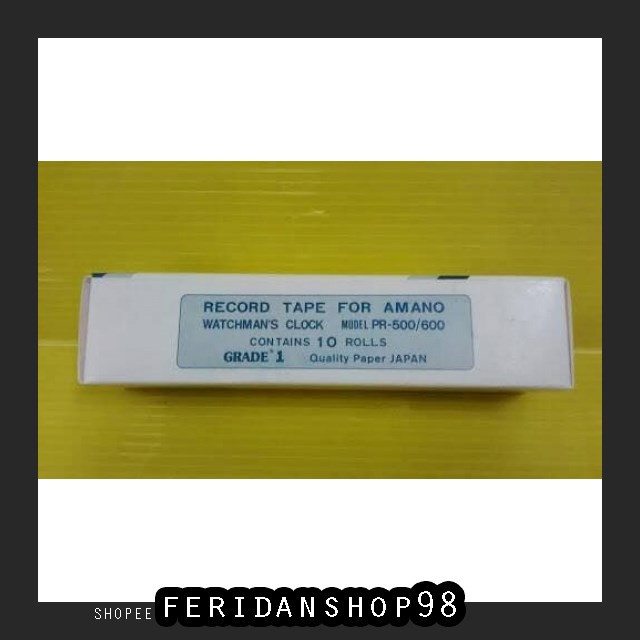 RECORD TAPE FOR AMANO
WATCHMAN'S CLOCK MODEL PR-500/600
CONTAINS 10 ROLLS
GRADE 1 Quality Paper JAPAN
SHOPEE FERIDANSHOP98